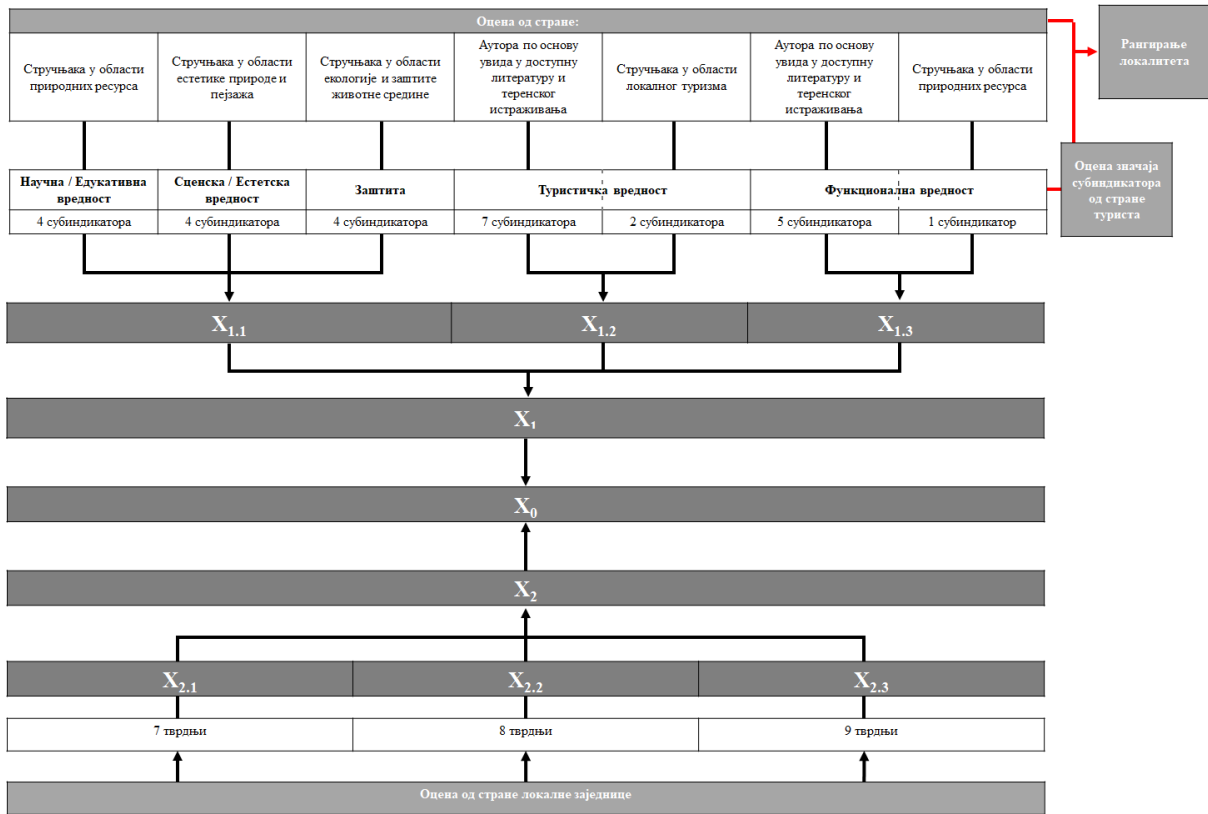 Оцена од стране:
Стручњака у области
природних ресурса
Стручњака у области
естетике природе и
пејзажа
Стручњака у области
екологије и заштите
животне средине
Аутора по основу
увида у доступну
литературу и
теренског
истраживања
Стручњака у области
локалног туризма
Аутора по основу
увида у доступну
литературу и
теренског
истраживања
Стручњака у области
природних ресурса
Рангирање
локалитета
Научна / Едукативна
вредност
Сценска / Естетска
вредност
Заштита
Туристичка вредност
Функционална вредност
Оцена значаја
субиндикатора
од стране
туриста
4 субиндикатора
4 субиндикатора
4 субиндикатора
7 субиндикатора
2 субиндикатора
5 субиндикатора
1 субиндикатор
X1.1
X1.2
X1.3
X1
X0
X2
X2.1
X2.2
X2.3
7 тврдњи
8 тврдњи
9 тврдњи
Оцена од стране локалне заједнице